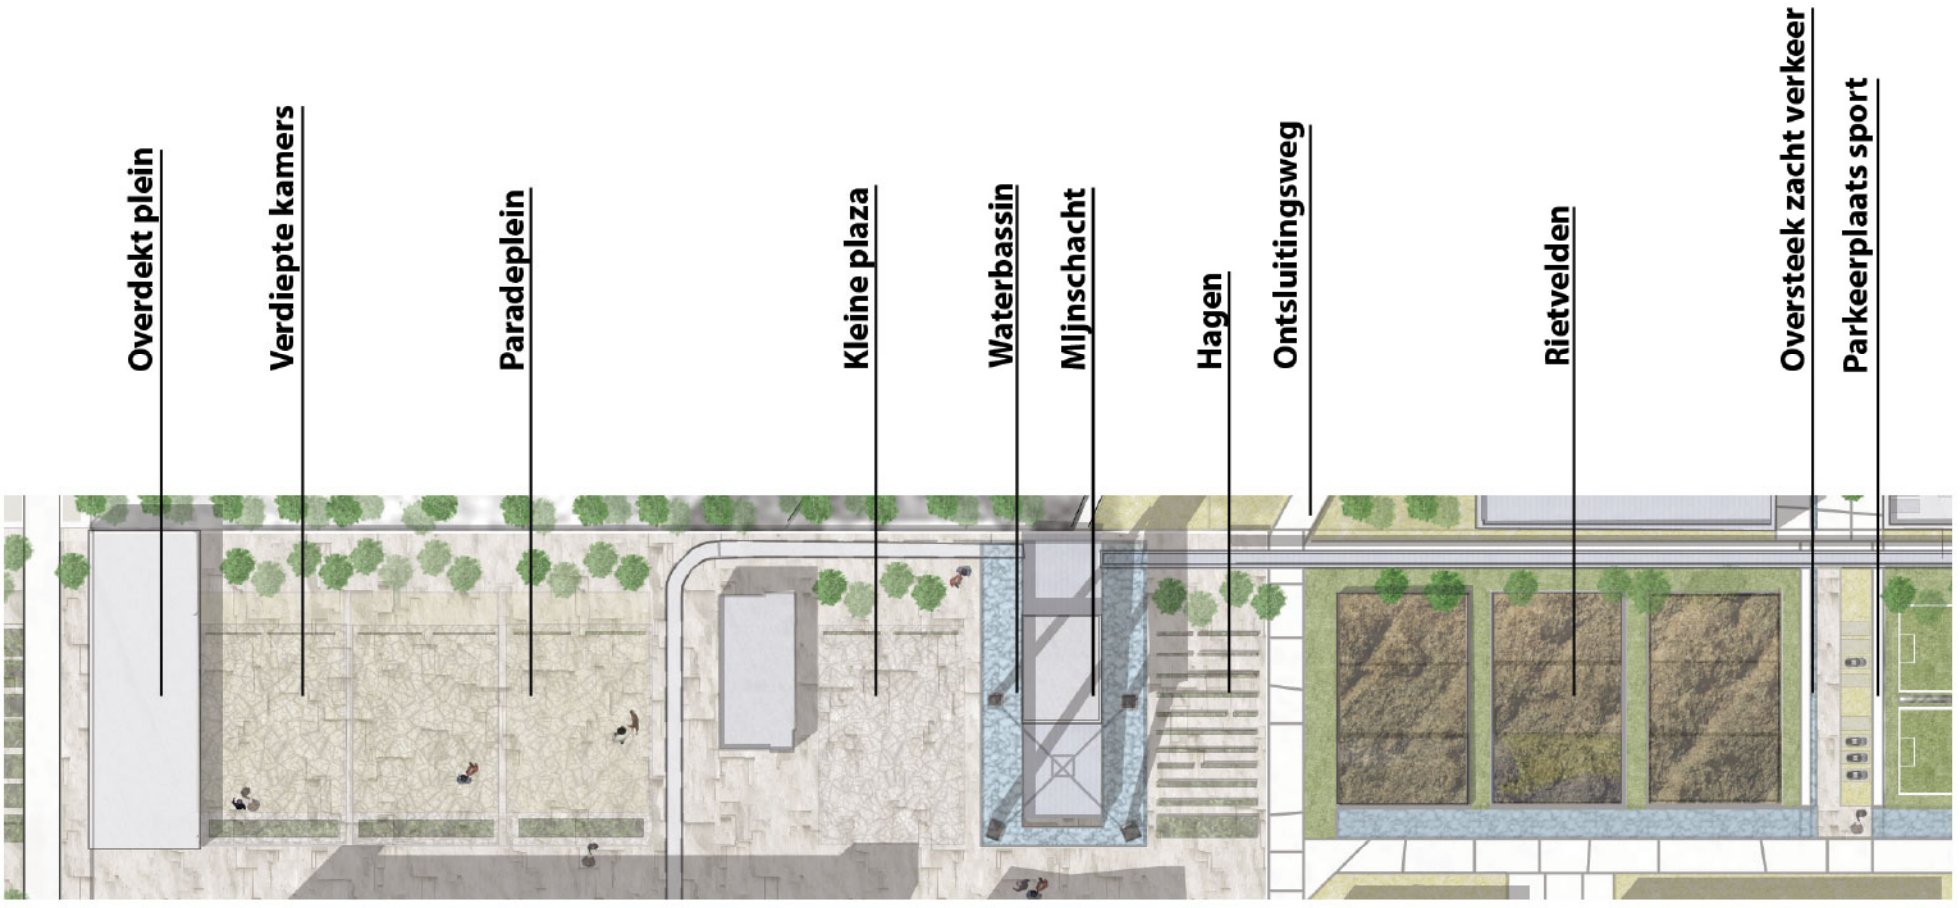 Overdekt plein
Verdiepte kamers
Paradeplein
Kleine plaza
Waterbassin
MIjnschacht
Hagen
Ontsluitingsweg
Rietvelden
Oversteek zacht verkeer
Parkeerplaats sport